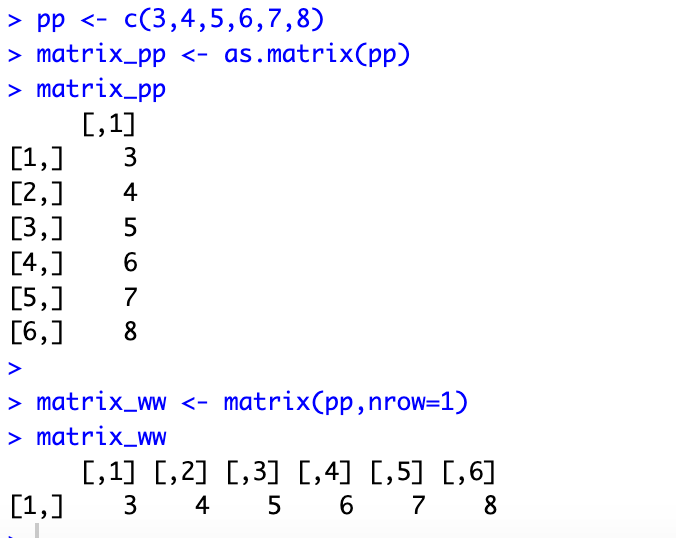 > pp <- c(3,4,5,6,7,8)
> matrix_pp <- as.matrix(pp)
> matrix_pp
     [,1]
[1,]    3
[2,]    4
[3,]    5
[4,]    6
[5,]    7
[6,]    8
>
> matrix_ww <- matrix(pp,nrow=1)
> matrix_ww
     [,1] [,2] [,3] [,4] [,5] [,6]
[1,]    3    4    5    6    7    8
>